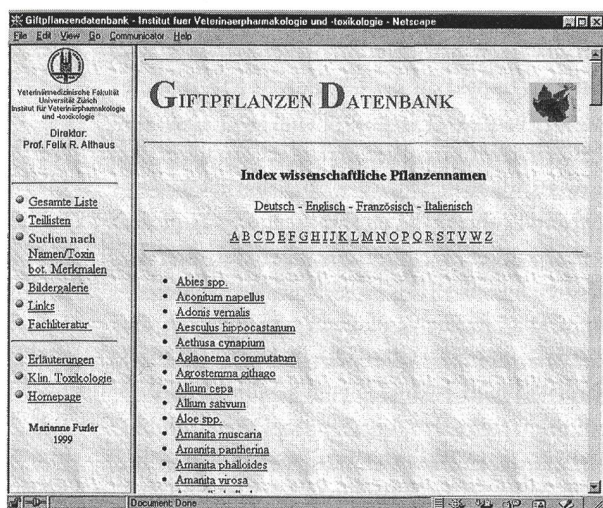 Giftpflanzendatenbank - Institut fuer Veterinaerpharmakologie und -toxikologie - Netscape
File Edit View Go Communicator Help
Veterinärmedizinische Fakultät
Universität Zürich
Institut für Veterinärpharmakologie
und -toxikologie
Direktor:
Prof. Felix R. Althaus
Gesamte Liste
Teillisten
Suchen nach
Namen/Toxin
bot. Merkmalen
Bildergalerie
Links
Fachliteratur
Erläuterungen
Klin. Toxikologie
Homepage
Marianne Furler
1999
GIFTPFLANZEN DATENBANK
Index wissenschaftliche Pflanzennamen
Deutsch - Englisch - Französisch - Italienisch
A B C D E F G H I J K L M N O P Q R S T V W Z
Abies spp.
Aconitum napellus
Adonis vernalis
Aesculus hippocastanum
Aethusa cynapium
Aglaonema commutatum
Agrostemma githago
Allium cepa
Allium sativum
Aloe spp.
Amanita muscaria
Amanita pantherina
Amanita phalloides
Amanita virosa
Document: Done